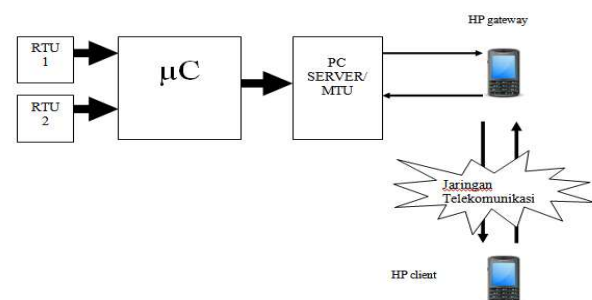 HP gateway
RTU
1
µC
PC
SERVER/
MTU
RTU
2
Jaringan
Telekomunikasi
HP client